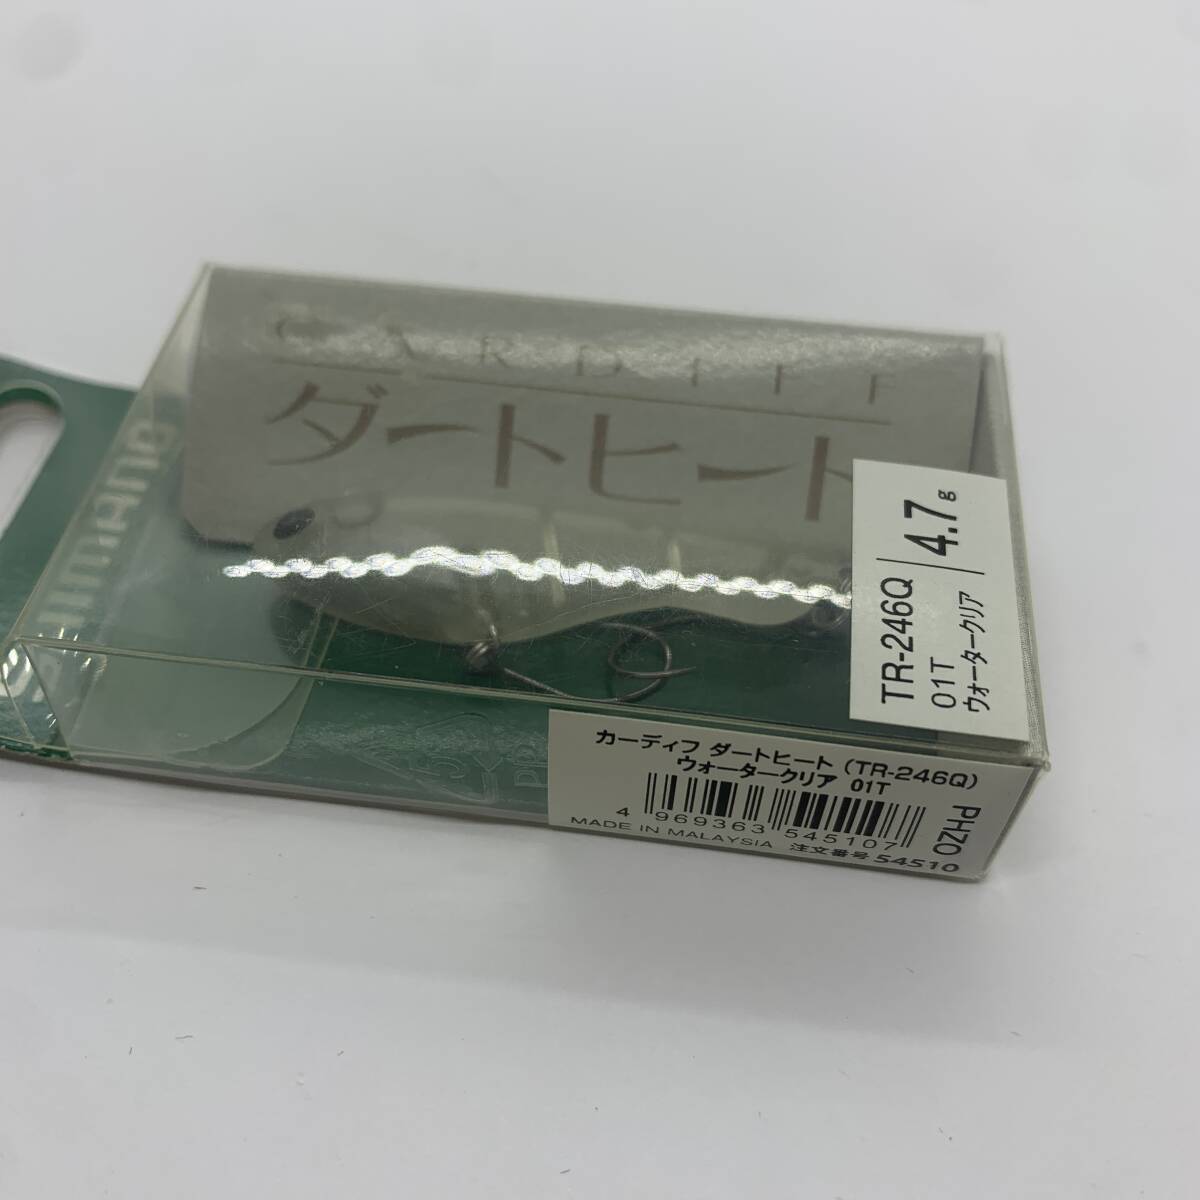 SHIMANO
CARDIFF
ダートヒート
TR-246Q 4.7g
01T
ウォータークリア
カーディフ ダートヒート (TR-246Q)
ウォータークリア 01T
4 969363 545107
MADE IN MALAYSIA 注文番号 54510
PHZO